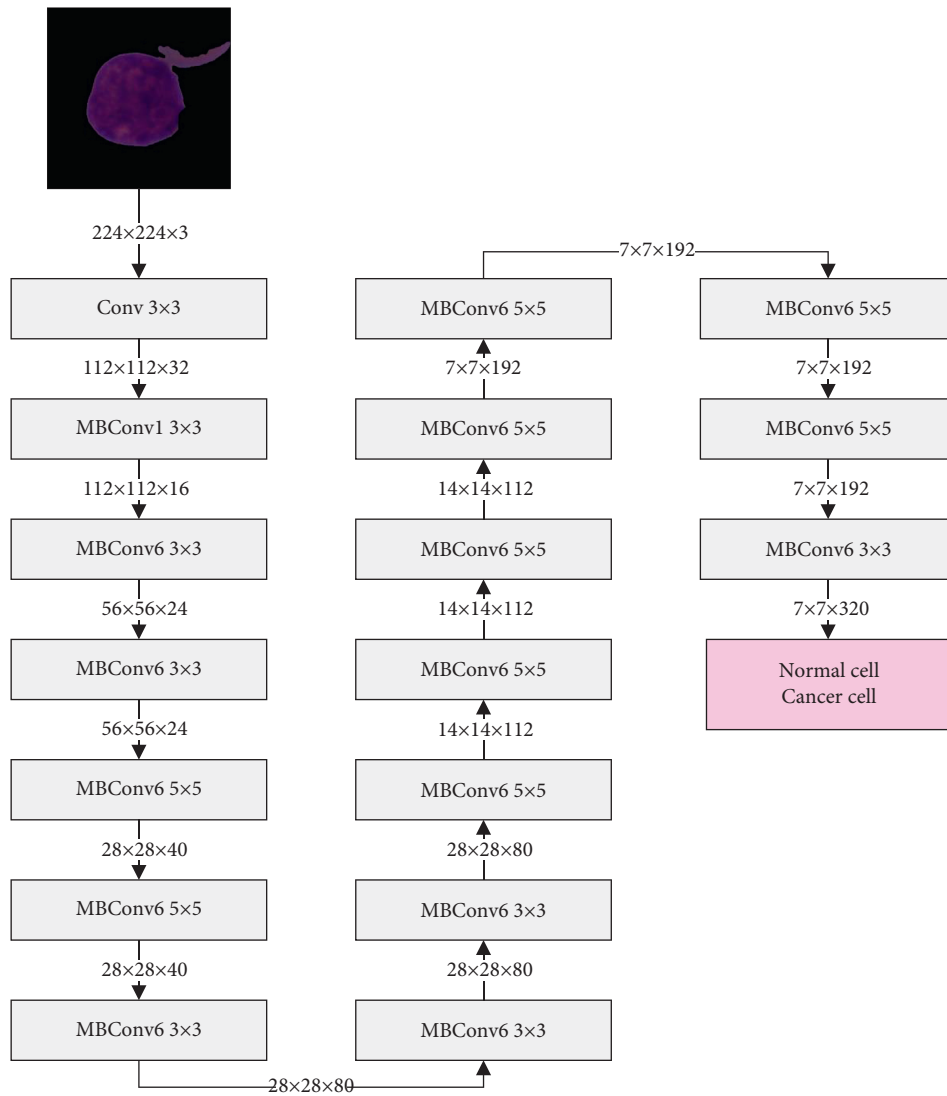 224×224×3
Conv 3×3
112×112×32
MBConv1 3×3
112×112×16
MBConv6 3×3
56×56×24
MBConv6 3×3
56×56×24
MBConv6 5×5
28×28×40
MBConv6 5×5
28×28×40
MBConv6 3×3
28×28×80
MBConv6 3×3
28×28×80
MBConv6 3×3
28×28×80
MBConv6 5×5
14×14×112
MBConv6 5×5
14×14×112
MBConv6 5×5
14×14×112
MBConv6 5×5
7×7×192
MBConv6 5×5
7×7×192
MBConv6 5×5
7×7×192
MBConv6 5×5
7×7×192
MBConv6 3×3
7×7×320
Normal cell
Cancer cell